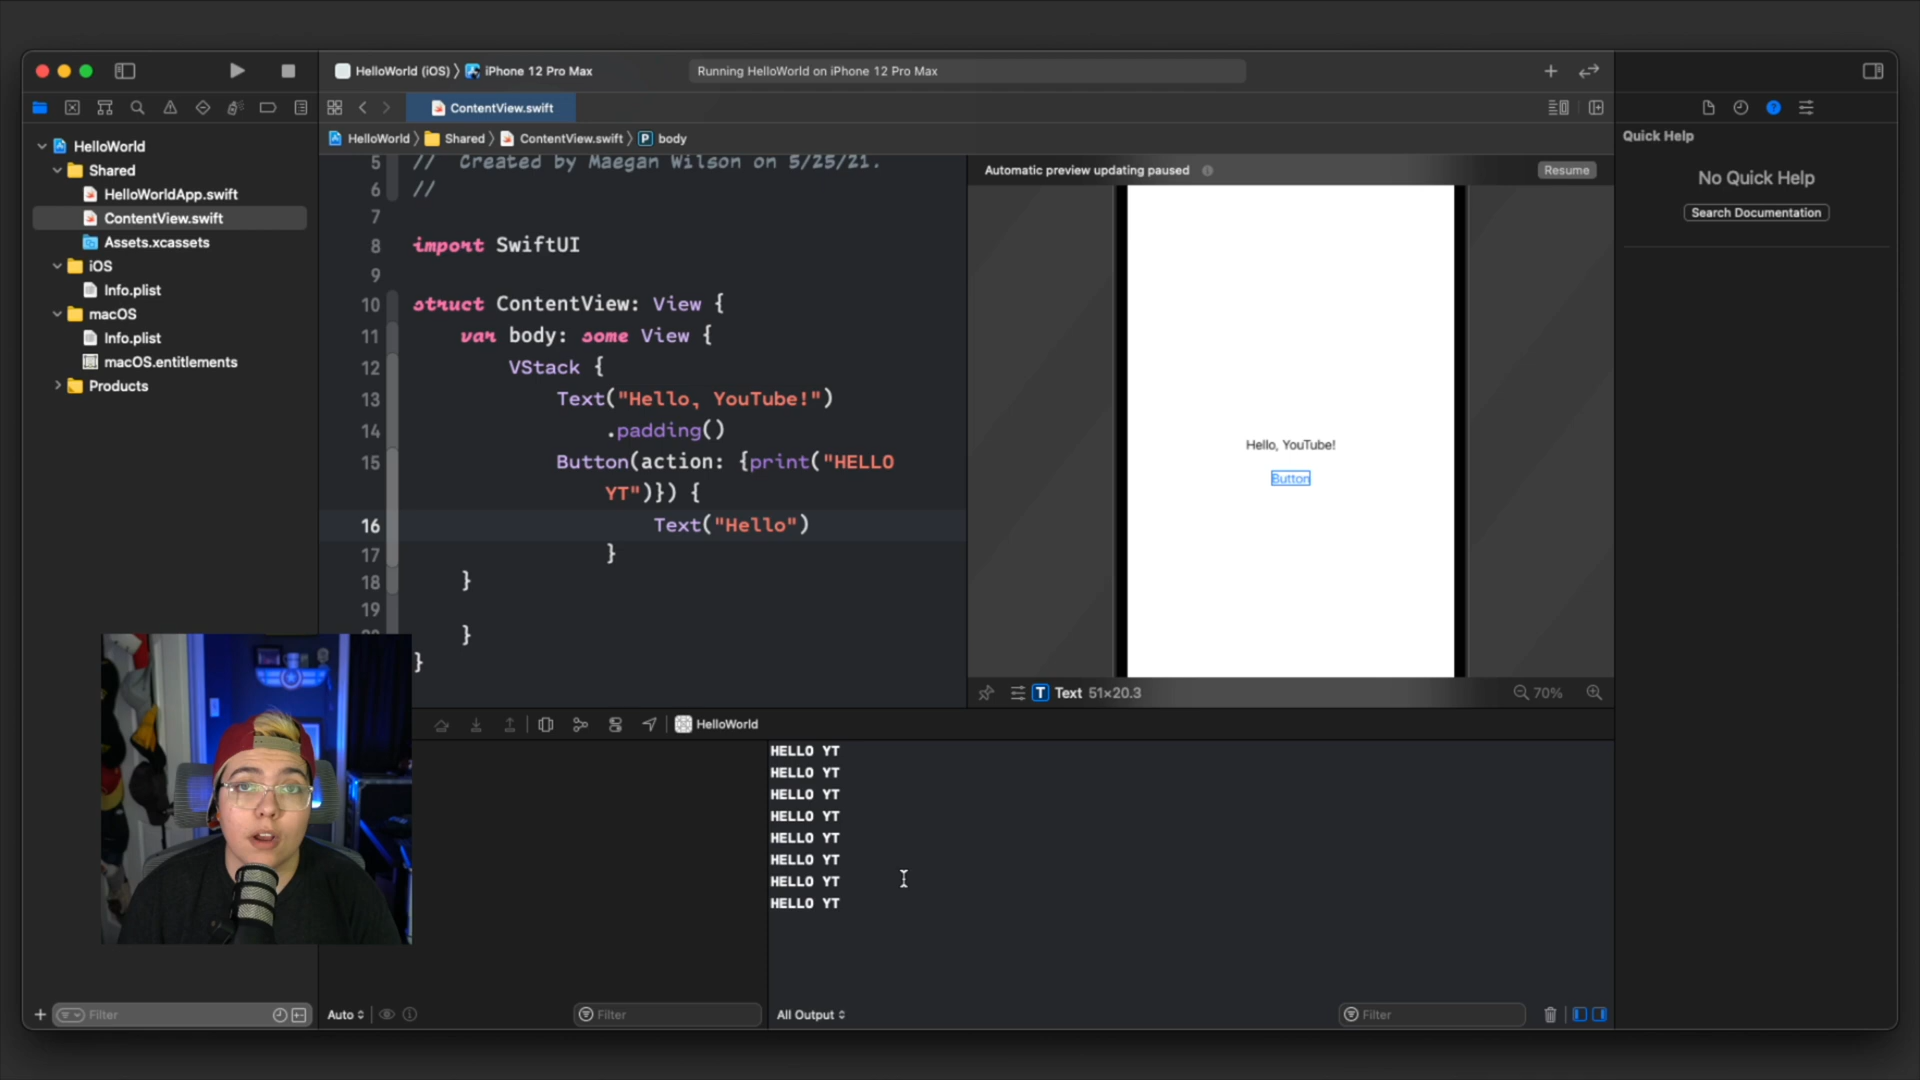 HelloWorld (iOS) 〉 iPhone 12 Pro Max
Running HelloWorld on iPhone 12 Pro Max
ContentView.swift
HelloWorld 〉 Shared 〉 ContentView.swift 〉 P body
HelloWorld
Shared
HelloWorldApp.swift
ContentView.swift
Assets.xcassets
iOS
Info.plist
macOS
Info.plist
macOS.entitlements
Products
5 // Created by Maegan Wilson on 5/25/21.
6 //
7
8 import SwiftUI
9
10 struct ContentView: View {
11 var body: some View {
12 VStack {
13 Text("Hello, YouTube!")
14 .padding()
15 Button(action: {print("HELLO
YT")}) {
16 Text("Hello")
17 }
18 }
19
}
}
Automatic preview updating paused
Resume
Hello, YouTube!
Button
T Text 51×20.3
70%
Quick Help
No Quick Help
Search Documentation
HelloWorld
HELLO YT
HELLO YT
HELLO YT
HELLO YT
HELLO YT
HELLO YT
HELLO YT
HELLO YT
Filter
Auto
Filter
All Output
Filter